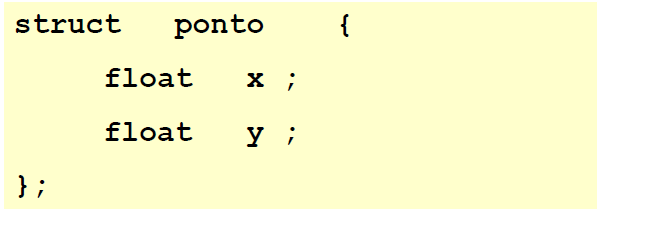 struct ponto {
float x ;
float y ;
};